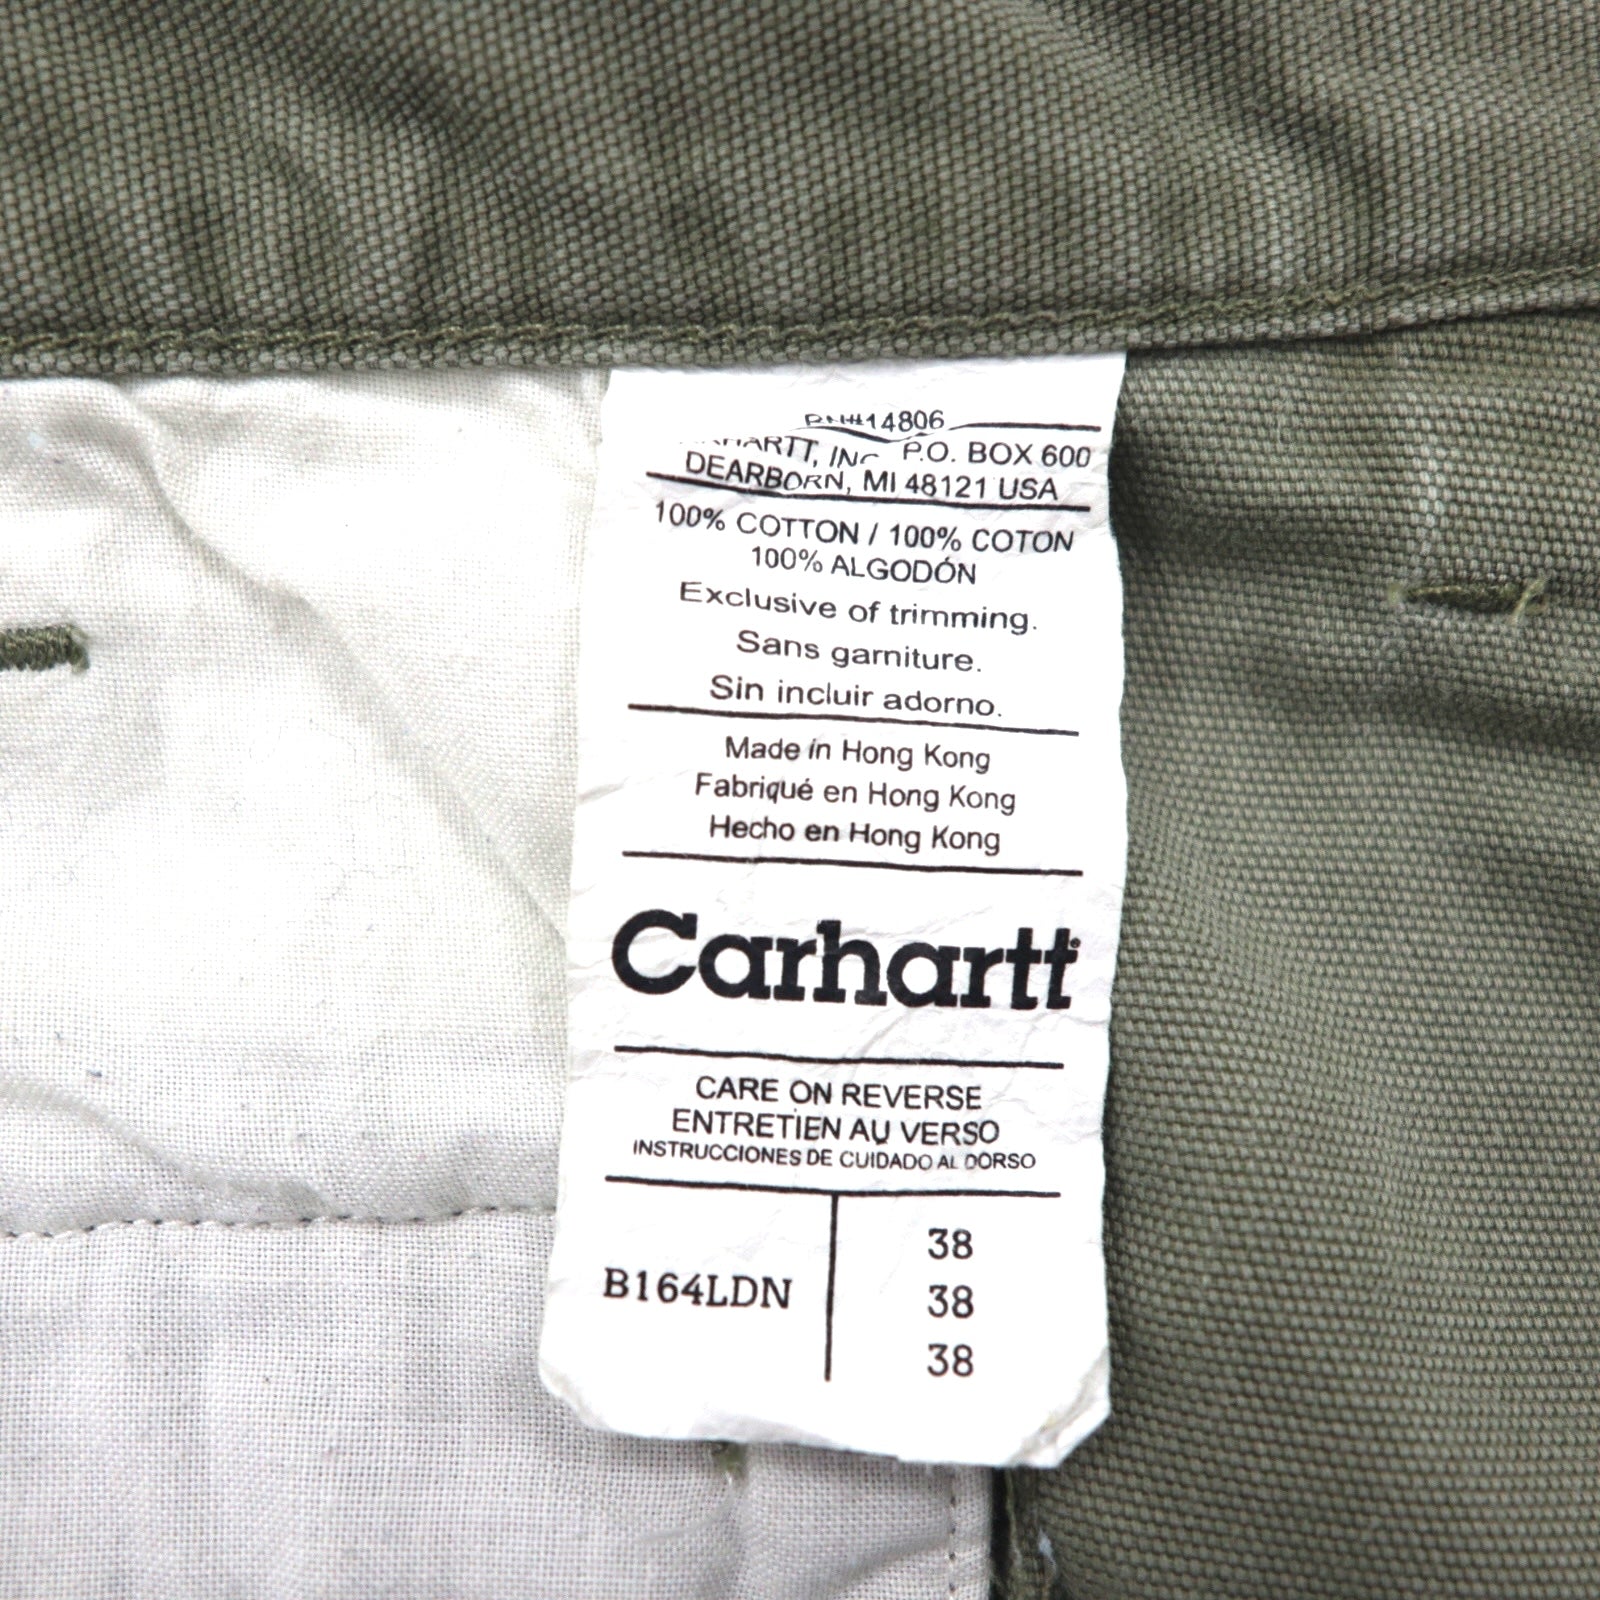 RN#14806
CARHARTT, INC. P.O. BOX 600
DEARBORN, MI 48121 USA
100% COTTON / 100% COTON
100% ALGODÓN
Exclusive of trimming.
Sans garniture.
Sin incluir adorno.
Made in Hong Kong
Fabriqué en Hong Kong
Hecho en Hong Kong
Carhartt
CARE ON REVERSE
ENTRETIEN AU VERSO
INSTRUCCIONES DE CUIDADO AL DORSO
B164LDN
38
38
38